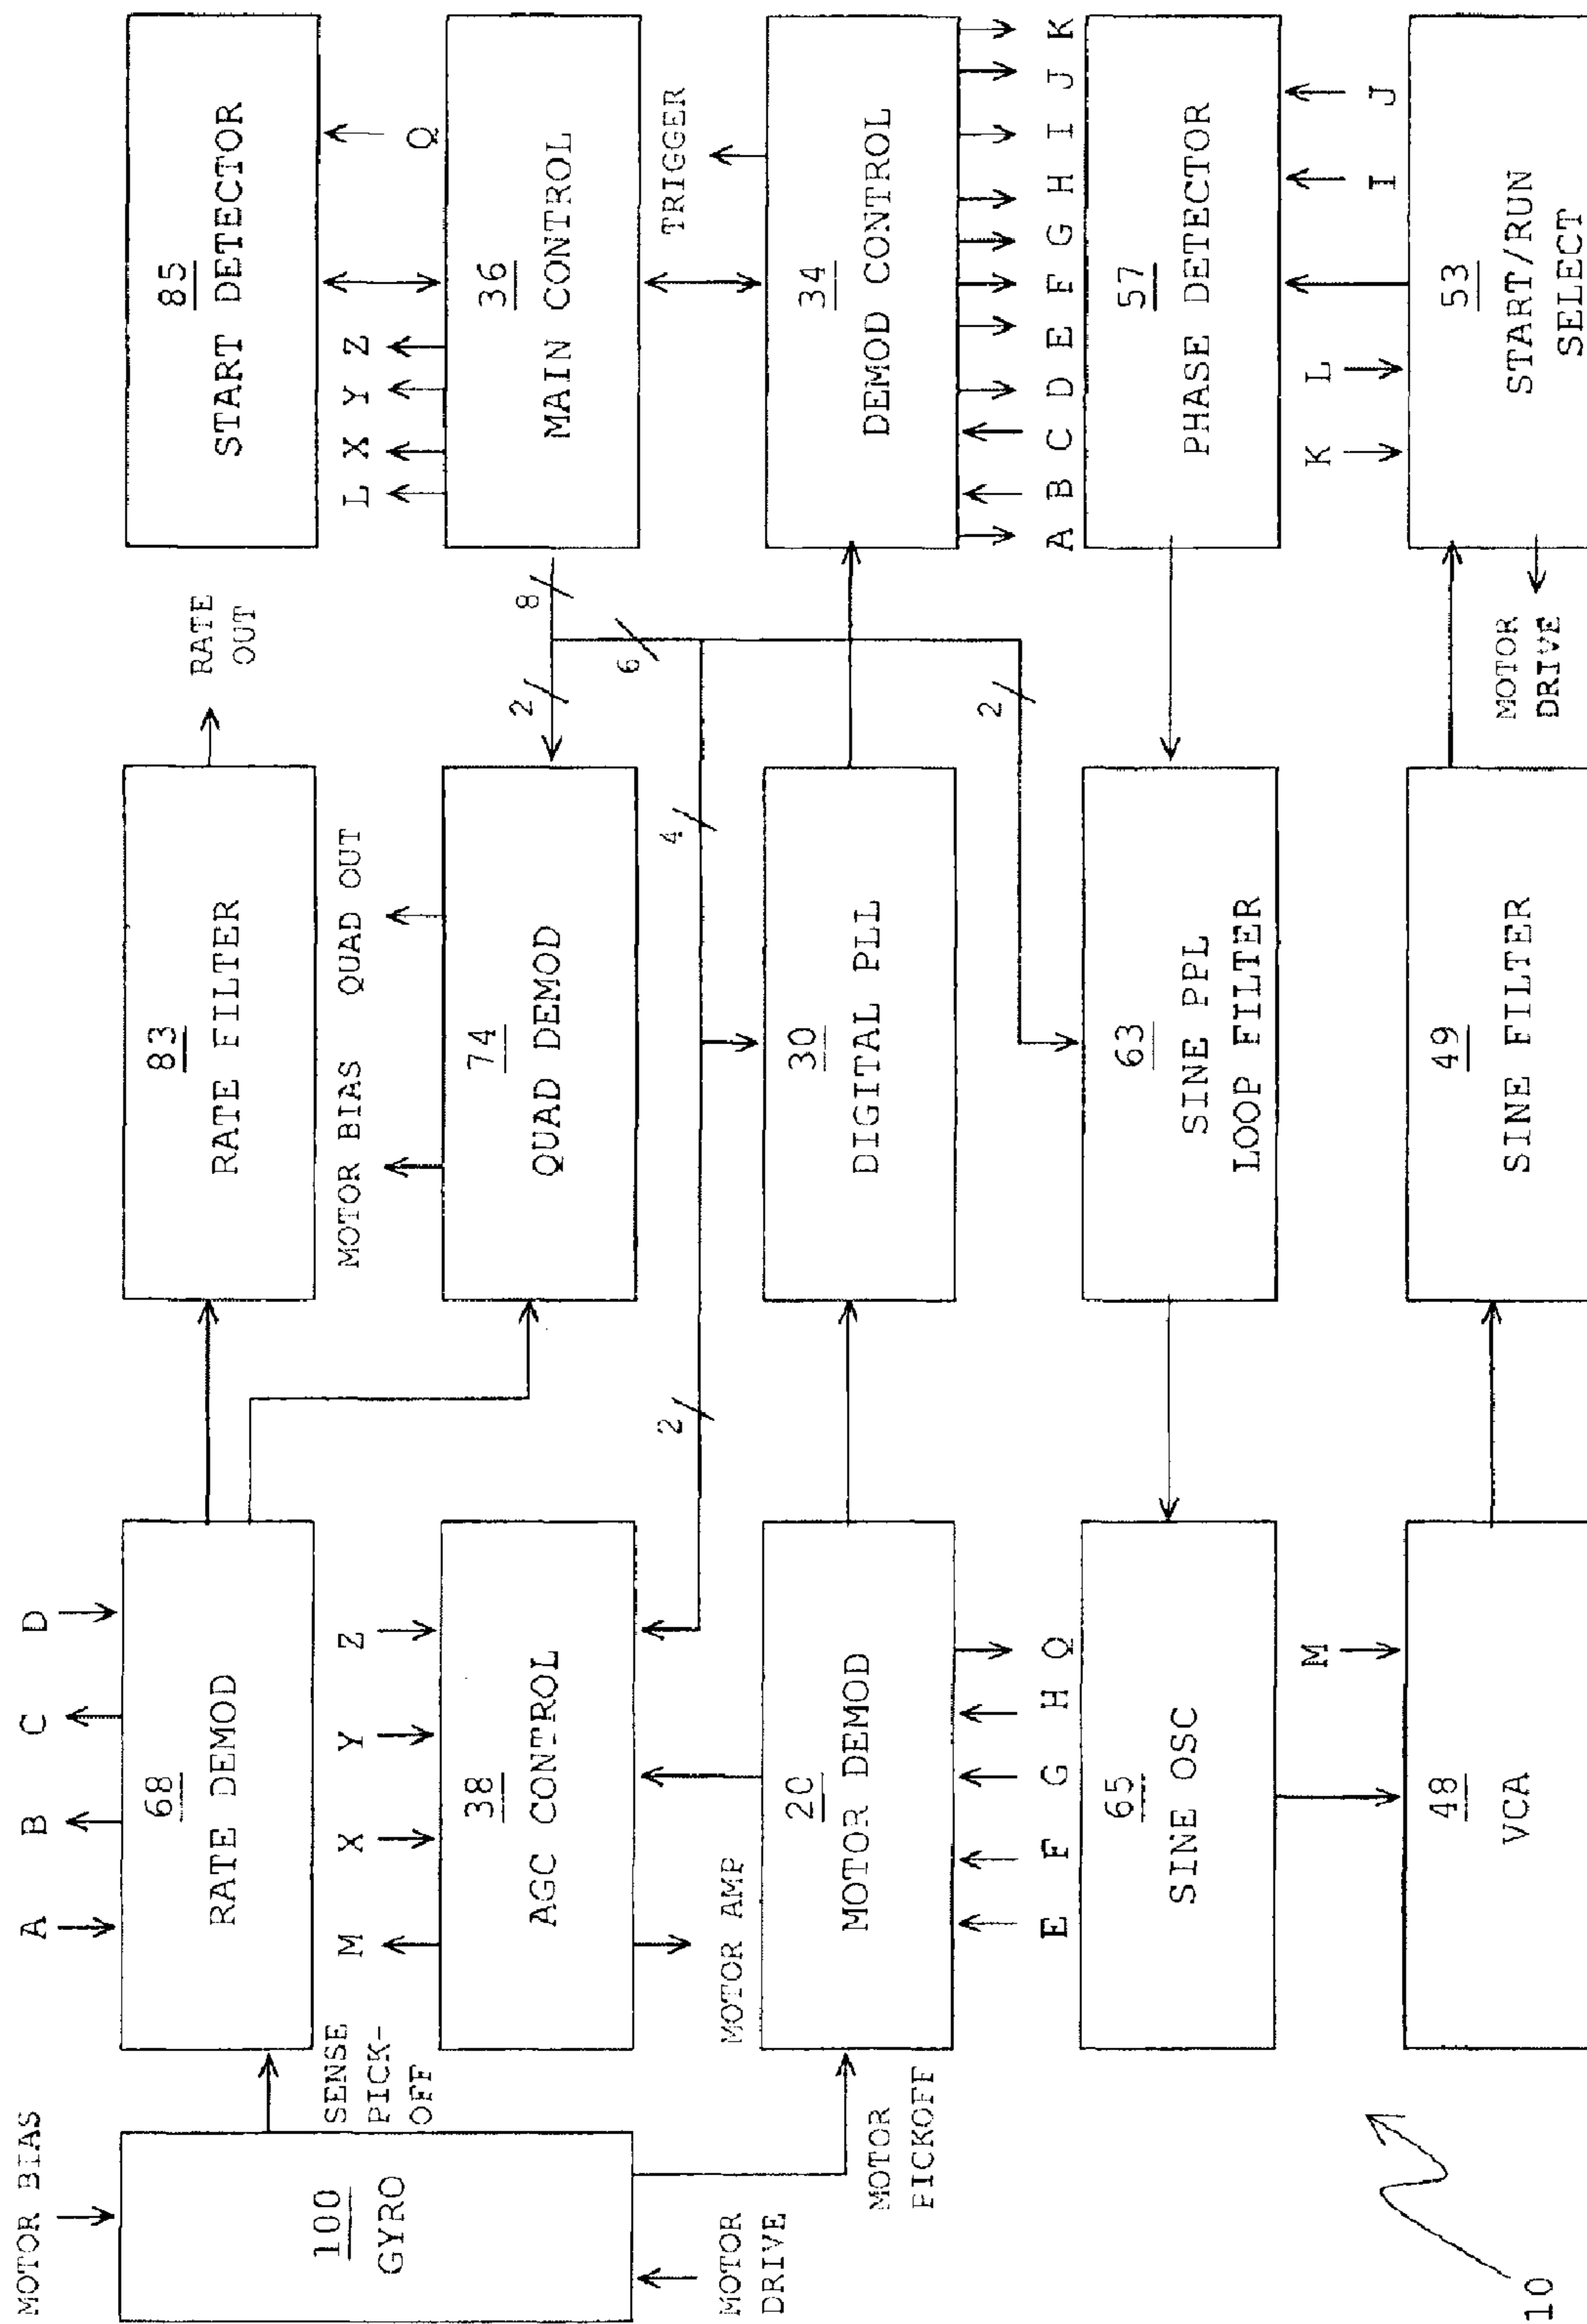 MOTOR BIAS
A B C D
100
GYRO
SENSE
PICK-
OFF
MOTOR
DRIVE
MOTOR
PICKOFF
68
RATE DEMOD
M X Y Z
38
AGC CONTROL
MOTOR AMP
20
MOTOR DEMOD
E F G H Q
65
SINE OSC
M
48
VCA
83
RATE FILTER
RATE
OUT
MOTOR BIAS QUAD OUT
74
QUAD DEMOD
2
8
6
4
2
2
30
DIGITAL PLL
63
SINE PPL
LOOP FILTER
49
SINE FILTER
85
START DETECTOR
L X Y Z Q
36
MAIN CONTROL
TRIGGER
34
DEMOD CONTROL
A B C D E F G H I J K
57
PHASE DETECTOR
K L I J
53
START/RUN
SELECT
MOTOR
DRIVE
10